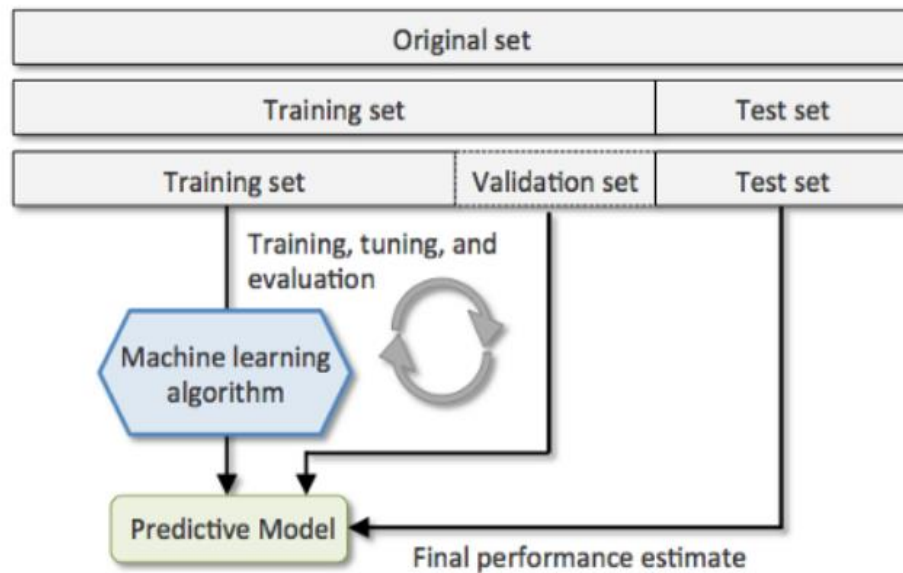 Original set
Training set Test set
Training set Validation set Test set
Training, tuning, and
evaluation
Machine learning
algorithm
Predictive Model
Final performance estimate